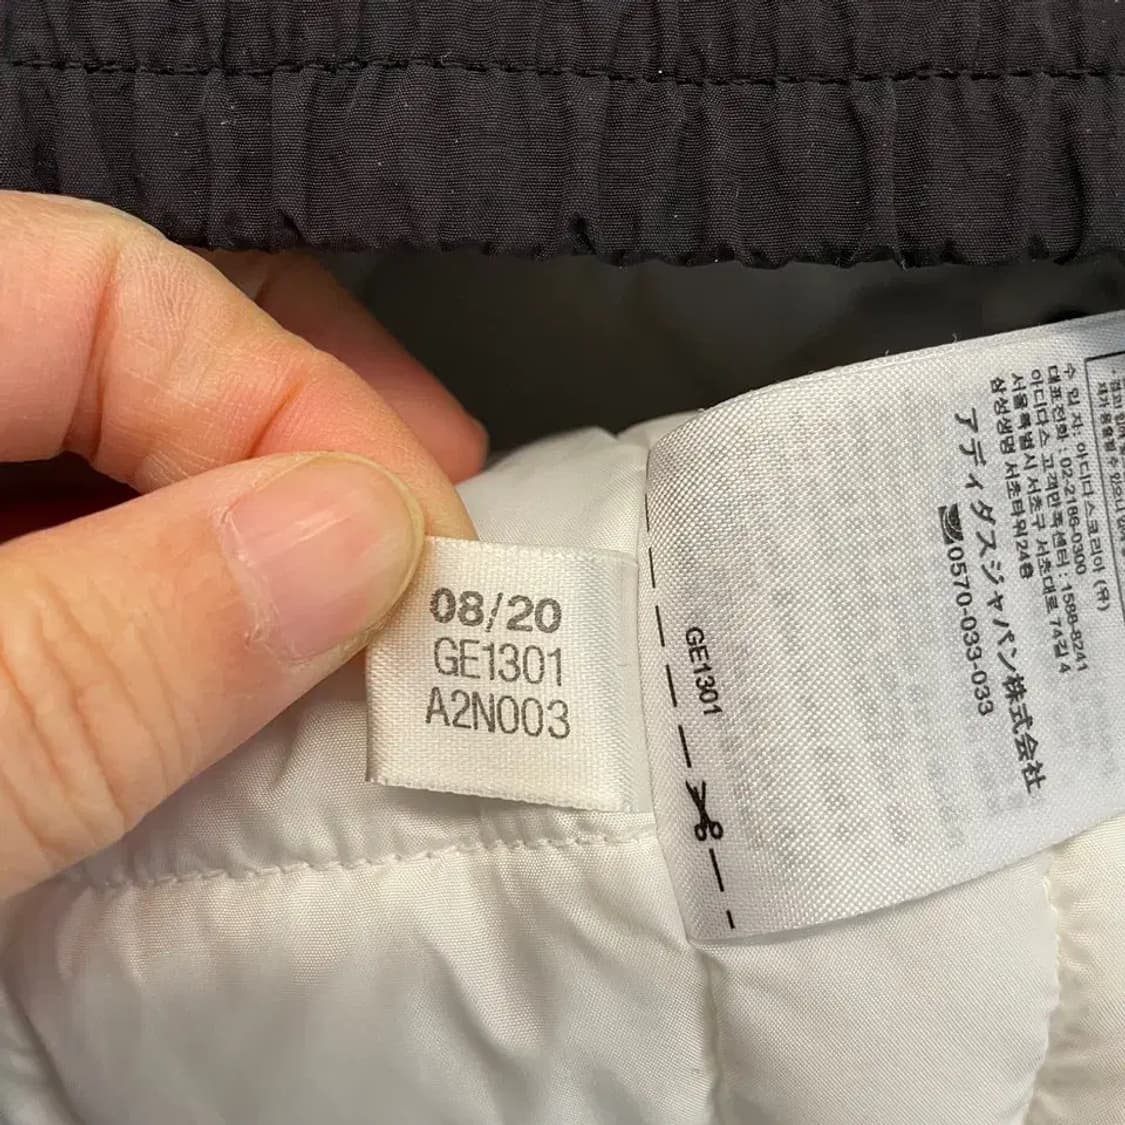 08/20
GE1301
A2N003
GE1301
アディダスジャパン株式会社
0570-033-033
수 입 자: 아디다스코리아 (유)
대표전화 : 02-2186-0300
아디다스 고객만족센터 : 1588-8241
서울특별시 서초구 서초대로 74길 4
삼성생명 서초타워24층